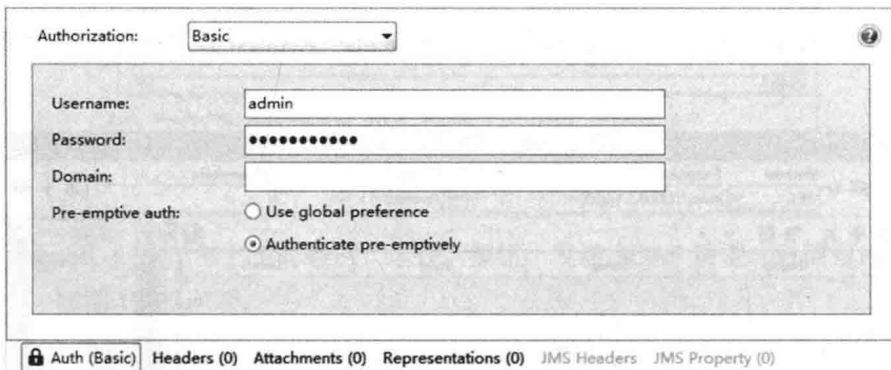 Authorization: Basic
Username: admin
Password: •••••••••••
Domain:
Pre-emptive auth: Use global preference
Authenticate pre-emptively
Auth (Basic) Headers (0) Attachments (0) Representations (0) JMS Headers JMS Property (0)